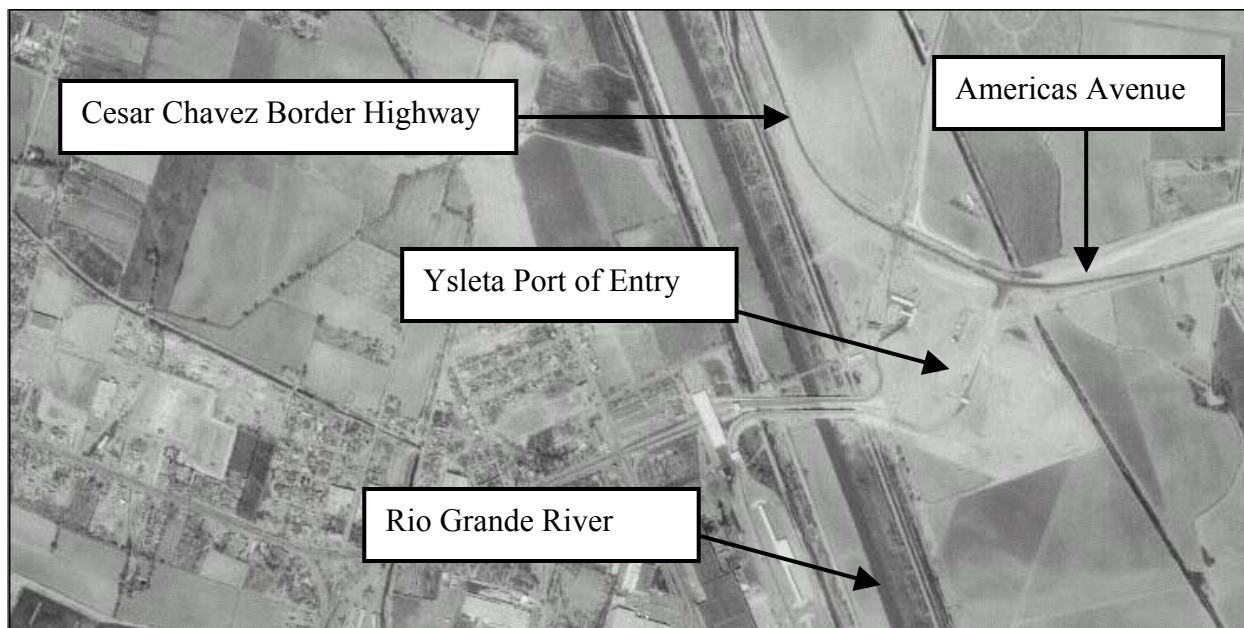 Cesar Chavez Border Highway
Americas Avenue
Ysleta Port of Entry
Rio Grande River